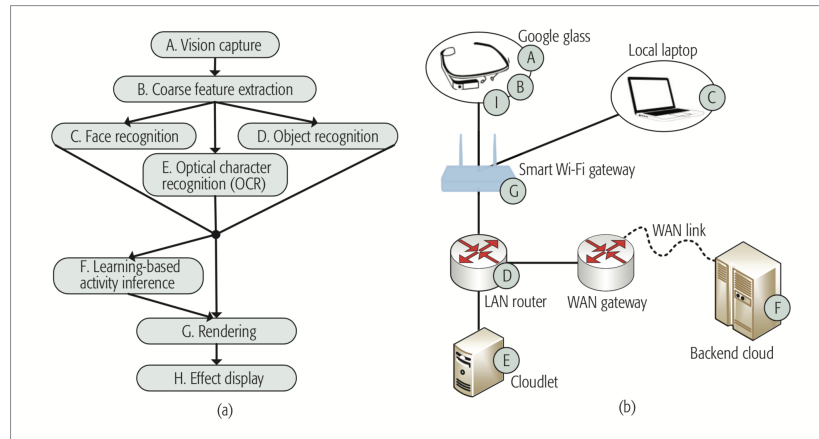 A. Vision capture
B. Coarse feature extraction
C. Face recognition
D. Object recognition
E. Optical character
recognition (OCR)
F. Learning-based
activity inference
G. Rendering
H. Effect display
(a)
Google glass
A
B
I
Local laptop
C
Smart Wi-Fi gateway
G
WAN link
D
LAN router
WAN gateway
F
Backend cloud
E
Cloudlet
(b)